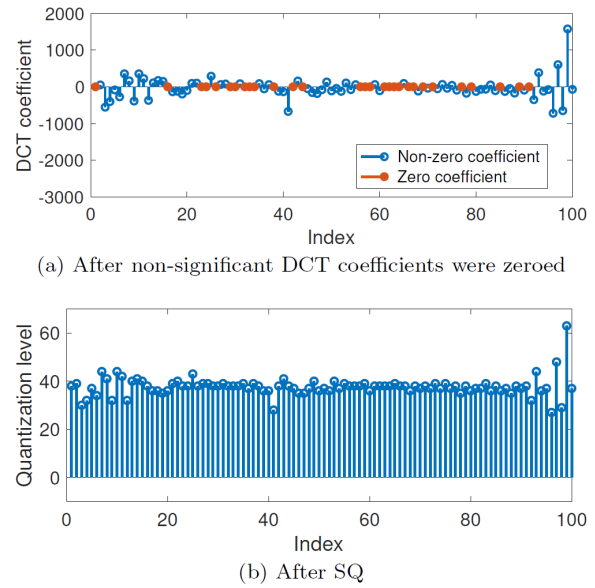 2000
1000
0
-1000
-2000
-3000
DCT coefficient
Non-zero coefficient
Zero coefficient
0 20 40 60 80 100
Index
(a) After non-significant DCT coefficients were zeroed
60
40
20
0
Quantization level
0 20 40 60 80 100
Index
(b) After SQ